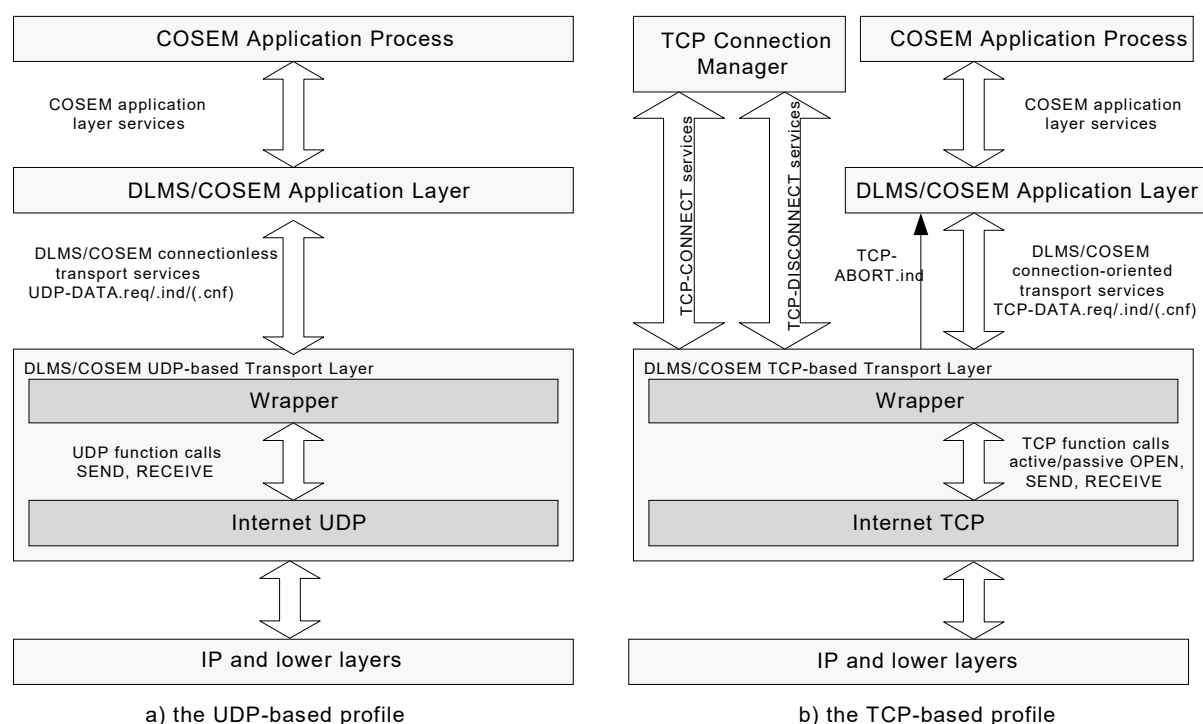 COSEM Application Process
COSEM application
layer services
DLMS/COSEM Application Layer
DLMS/COSEM connectionless
transport services
UDP-DATA.req/.ind/(.cnf)
DLMS/COSEM UDP-based Transport Layer
Wrapper
UDP function calls
SEND, RECEIVE
Internet UDP
IP and lower layers
a) the UDP-based profile
TCP Connection
Manager
COSEM Application Process
TCP-CONNECT services
TCP-DISCONNECT services
COSEM application
layer services
DLMS/COSEM Application Layer
TCP-
ABORT.ind
DLMS/COSEM
connection-oriented
transport services
TCP-DATA.req/.ind/(.cnf)
DLMS/COSEM TCP-based Transport Layer
Wrapper
TCP function calls
active/passive OPEN,
SEND, RECEIVE
Internet TCP
IP and lower layers
b) the TCP-based profile